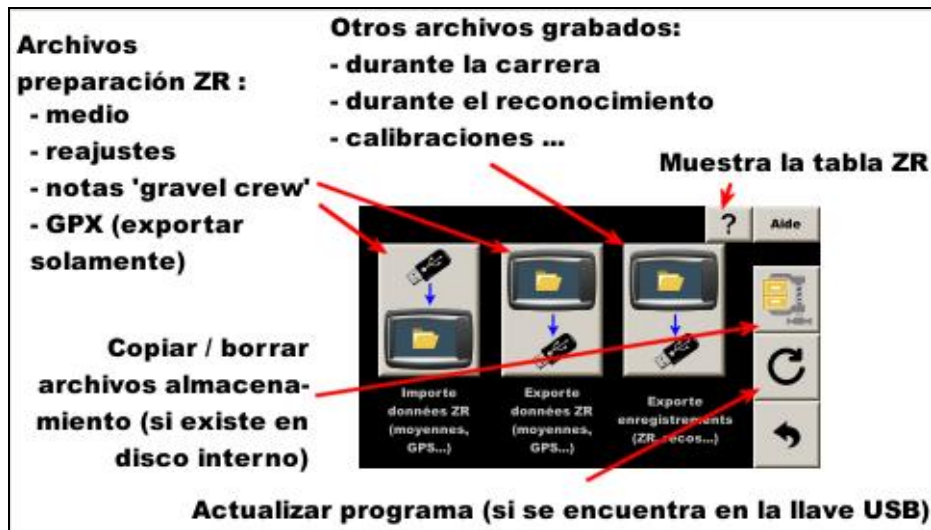 Archivos
preparación ZR :
- medio
- reajustes
- notas 'gravel crew'
- GPX (exportar
solamente)
Otros archivos grabados:
- durante la carrera
- durante el reconocimiento
- calibraciones ...
Muestra la tabla ZR
?
Aide
Copiar / borrar
archivos almacena-
miento (si existe en
disco interno)
Importe
données ZR
(moyennes,
GPS...)
Exporte
données ZR
(moyennes,
GPS...)
Exporte
enregistrements
(ZR, recos...)
Actualizar programa (si se encuentra en la llave USB)